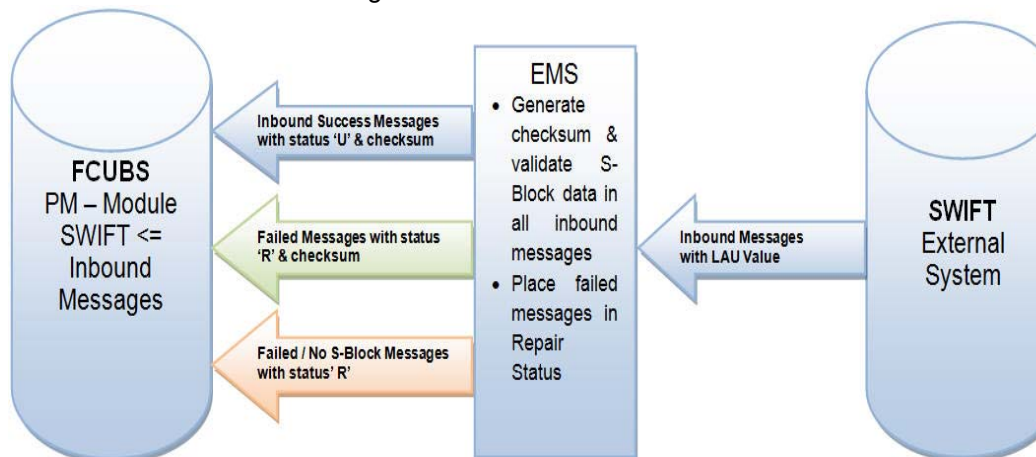 FCUBS
PM – Module
SWIFT <=
Inbound
Messages
Inbound Success Messages
with status ‘U’ & checksum
Failed Messages with status
‘R’ & checksum
Failed / No S-Block Messages
with status’ R’
EMS
• Generate
checksum &
validate S-
Block data in
all inbound
messages
• Place failed
messages in
Repair
Status
Inbound Messages
with LAU Value
SWIFT
External
System